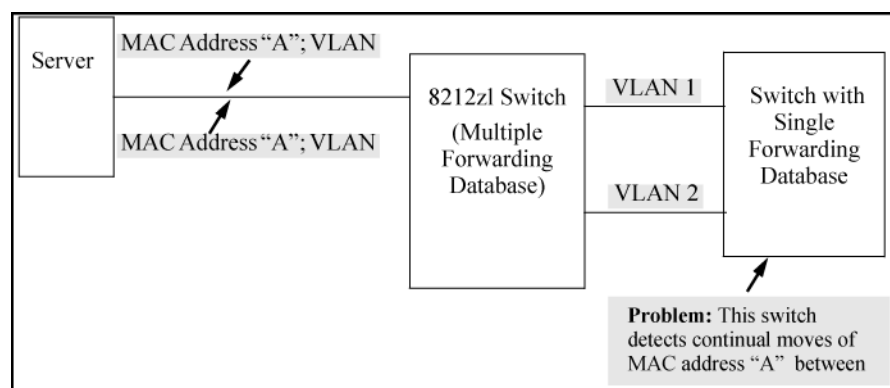 Server
MAC Address “A”; VLAN
MAC Address “A”; VLAN
8212zl Switch
(Multiple
Forwarding
Database)
VLAN 1
VLAN 2
Switch with
Single
Forwarding
Database
Problem: This switch
detects continual moves of
MAC address “A” between